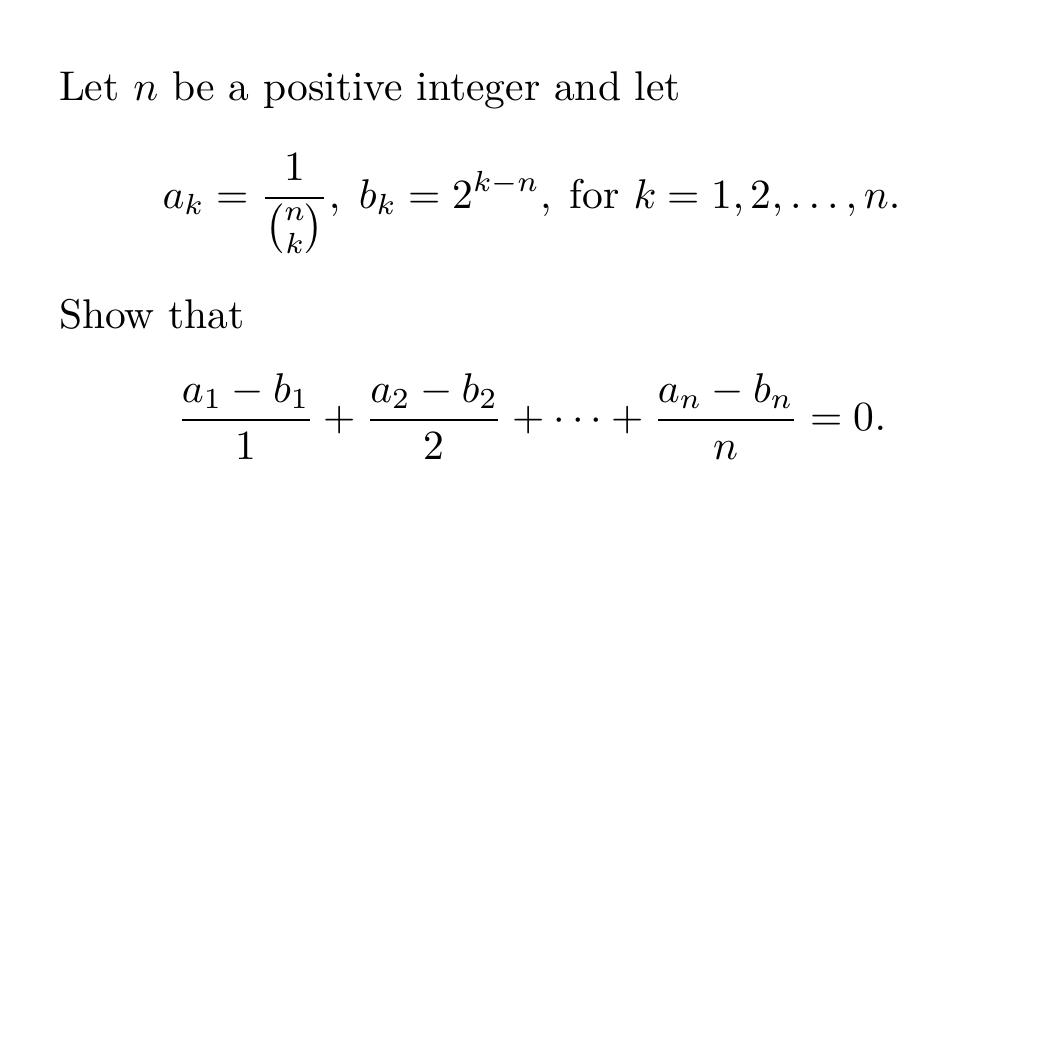 Let $n$ be a positive integer and let
$a_k = \frac{1}{\binom{n}{k}},\ b_k = 2^{k-n},\ \text{for } k = 1, 2, \ldots, n.$
Show that
$\frac{a_1 - b_1}{1} + \frac{a_2 - b_2}{2} + \cdots + \frac{a_n - b_n}{n} = 0.$